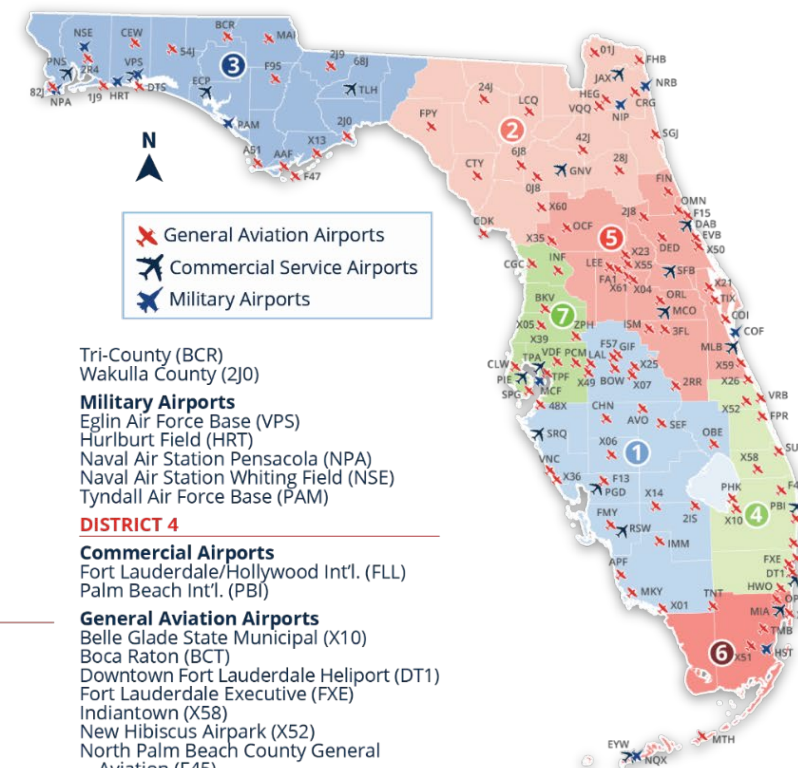 BCR
NSE
CEW
MAI
54J
2J9
68J
01J
FHB
PNS
2R4
VPS
3
F95
JAX
24J
HEG
NRB
82J
NPA
1J9
HRT
DTS
ECP
TLH
LCQ
VQQ
CRG
NIP
FPY
2
PAM
2J0
SGJ
N
X13
42J
A51
AAF
6J8
28J
F47
CTY
GNV
0J8
FIN
OMN
X60
2J8
F15
CDK
OCF
DAB
EVB
General Aviation Airports
X35
5
DED
X50
INF
X23
Commercial Service Airports
CGC
LEE
X55
SFB
FA1
X61
X04
X21
Military Airports
BKV
ORL
TIX
7
MCO
COI
X05
ZPH
ISM
3FL
COF
X39
F57
GIF
MLB
Tri-County (BCR)
TPA
VDF
PCM
LAL
CLW
X25
X59
Wakulla County (2J0)
PIE
TPF
X49
BOW
X07
2RR
X26
SPG
MCF
VRB
Military Airports
48X
CHN
X52
Eglin Air Force Base (VPS)
AVO
SEF
FPR
Hurlburt Field (HRT)
SRQ
OBE
X06
1
SU
Naval Air Station Pensacola (NPA)
VNC
X58
Naval Air Station Whiting Field (NSE)
X36
F13
PHK
F4
Tyndall Air Force Base (PAM)
PGD
X14
PBI
DISTRICT 4
FMY
2IS
X10
4
RSW
Commercial Airports
IMM
Fort Lauderdale/Hollywood Int'l. (FLL)
APF
FXE
DT1
Palm Beach Int'l. (PBI)
MKY
TNT
HWO
X01
OP
General Aviation Airports
MIA
Belle Glade State Municipal (X10)
TMB
Boca Raton (BCT)
6
X51
HST
Downtown Fort Lauderdale Heliport (DT1)
Fort Lauderdale Executive (FXE)
Indiantown (X58)
New Hibiscus Airpark (X52)
MTH
North Palm Beach County General
EYW
NQX
Aviation (F45)